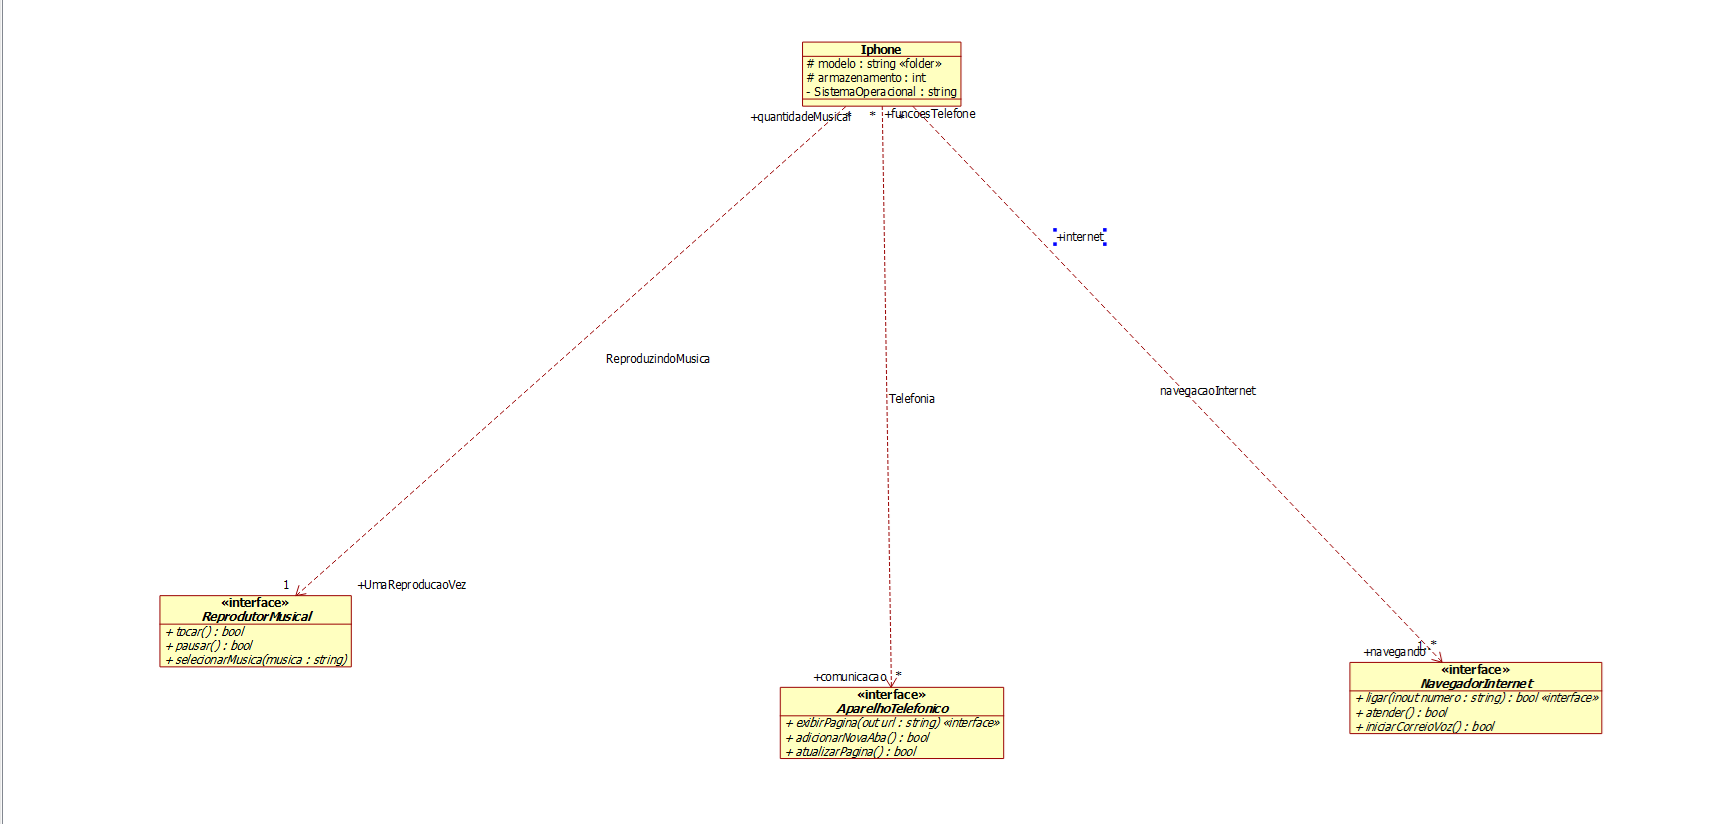 Iphone
# modelo : string «folder»
# armazenamento : int
- SistemaOperacional : string
+quantidadeMusical
*
*
+funcoesTelefone
*
+internet
ReproduzindoMusica
navegacaoInternet
Telefonia
1
+UmaReproducaoVez
«interface»
ReprodutorMusical
+ tocar() : bool
+ pausar() : bool
+ selecionarMusica(musica : string)
+navegando
1..*
+comunicacao
*
«interface»
AparelhoTelefonico
+ exibirPagina(out url : string) «interface»
+ adicionarNovaAba() : bool
+ atualizarPagina() : bool
«interface»
NavegadorInternet
+ ligar(inout numero : string) : bool «interface»
+ atender() : bool
+ iniciarCorreioVoz() : bool